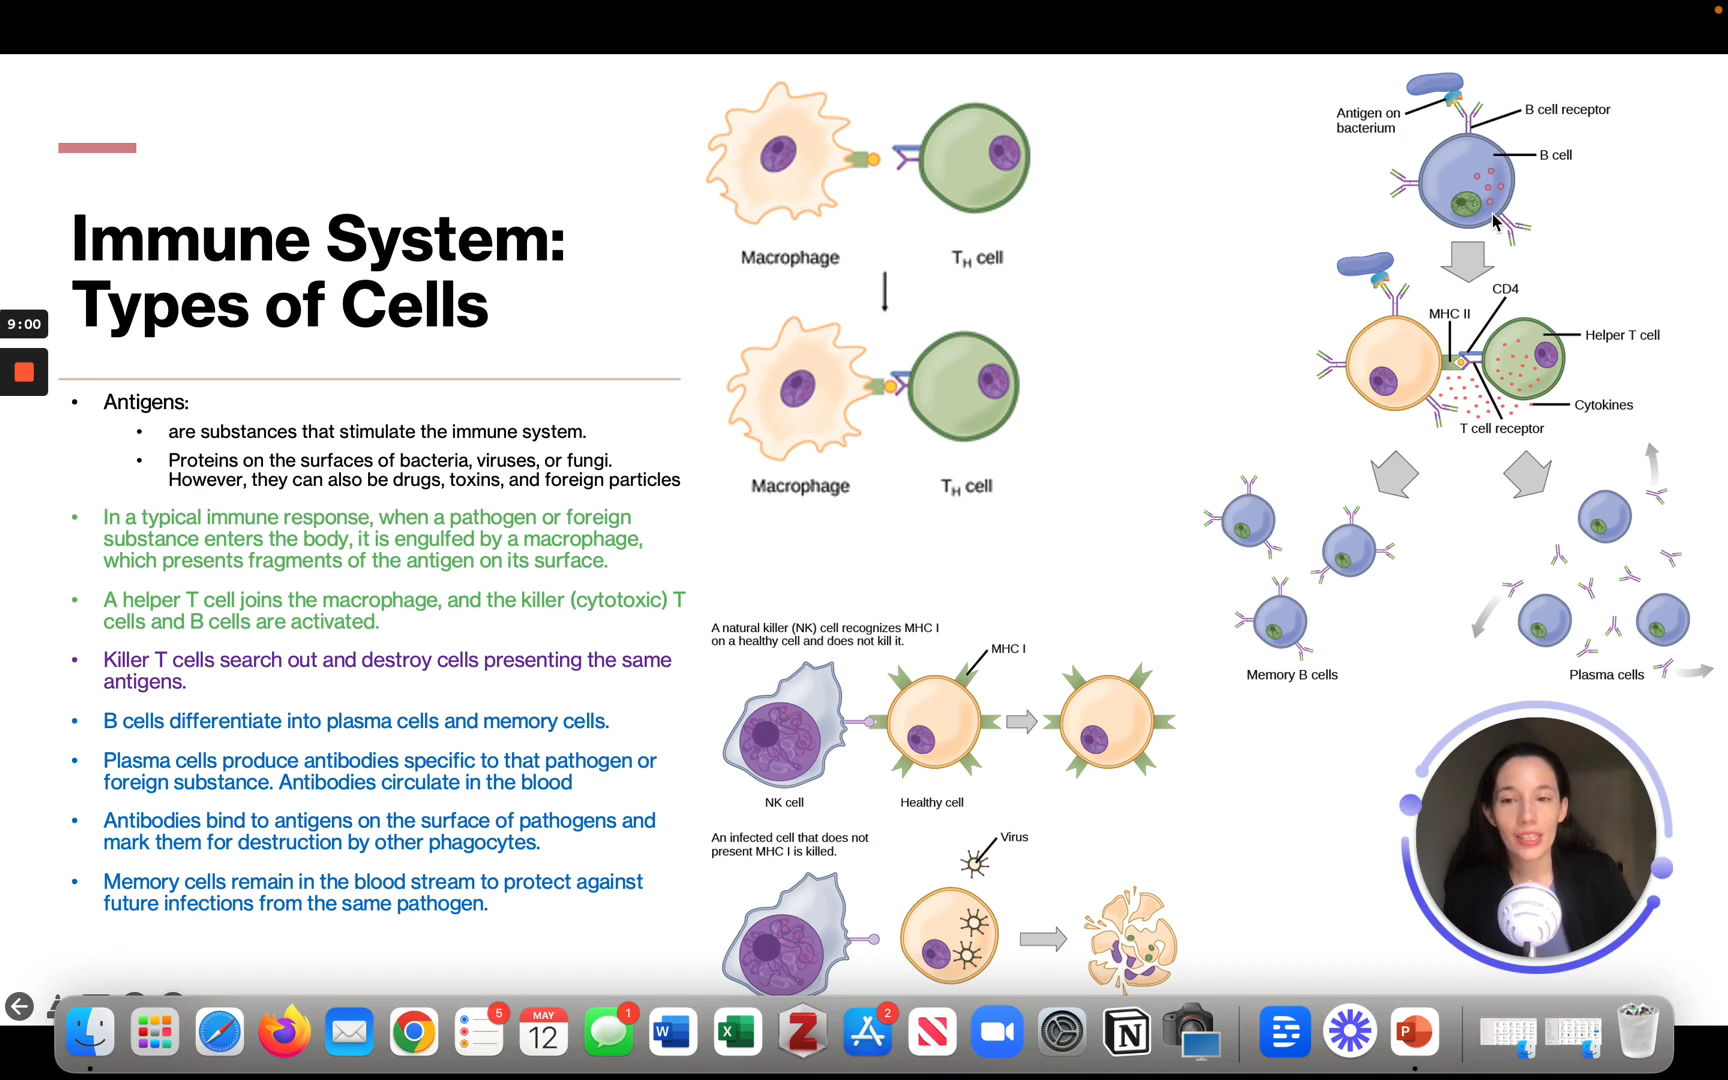 Immune System:
Types of Cells
9:00
• Antigens:
• are substances that stimulate the immune system.
• Proteins on the surfaces of bacteria, viruses, or fungi.
However, they can also be drugs, toxins, and foreign particles
• In a typical immune response, when a pathogen or foreign
substance enters the body, it is engulfed by a macrophage,
which presents fragments of the antigen on its surface.
• A helper T cell joins the macrophage, and the killer (cytotoxic) T
cells and B cells are activated.
• Killer T cells search out and destroy cells presenting the same
antigens.
• B cells differentiate into plasma cells and memory cells.
• Plasma cells produce antibodies specific to that pathogen or
foreign substance. Antibodies circulate in the blood
• Antibodies bind to antigens on the surface of pathogens and
mark them for destruction by other phagocytes.
• Memory cells remain in the blood stream to protect against
future infections from the same pathogen.
Macrophage
TH cell
Macrophage
TH cell
A natural killer (NK) cell recognizes MHC I
on a healthy cell and does not kill it.
MHC I
NK cell
Healthy cell
An infected cell that does not
present MHC I is killed.
Virus
Antigen on
bacterium
B cell receptor
B cell
CD4
MHC II
Helper T cell
Cytokines
T cell receptor
Memory B cells
Plasma cells
5
MAY
12
1
W
X
Z
2
N
N
P